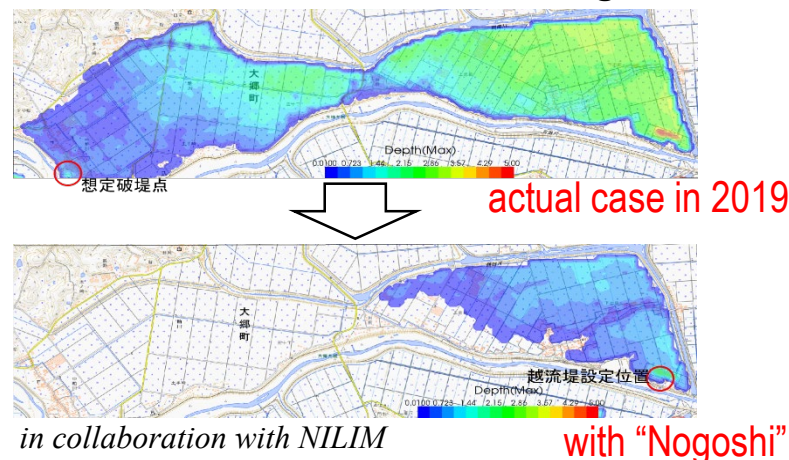 大
郷
町
Depth(Max)
0.0100 0.723 1.44 2.15 2.86 3.57 4.29 5.00
想定破堤点
actual case in 2019
大
郷
町
越流堤設定位置
Depth(Max)
0.0100 0.723 1.44 2.15 2.86 3.57 4.29 5.00
in collaboration with NILIM
with “Nogoshi”